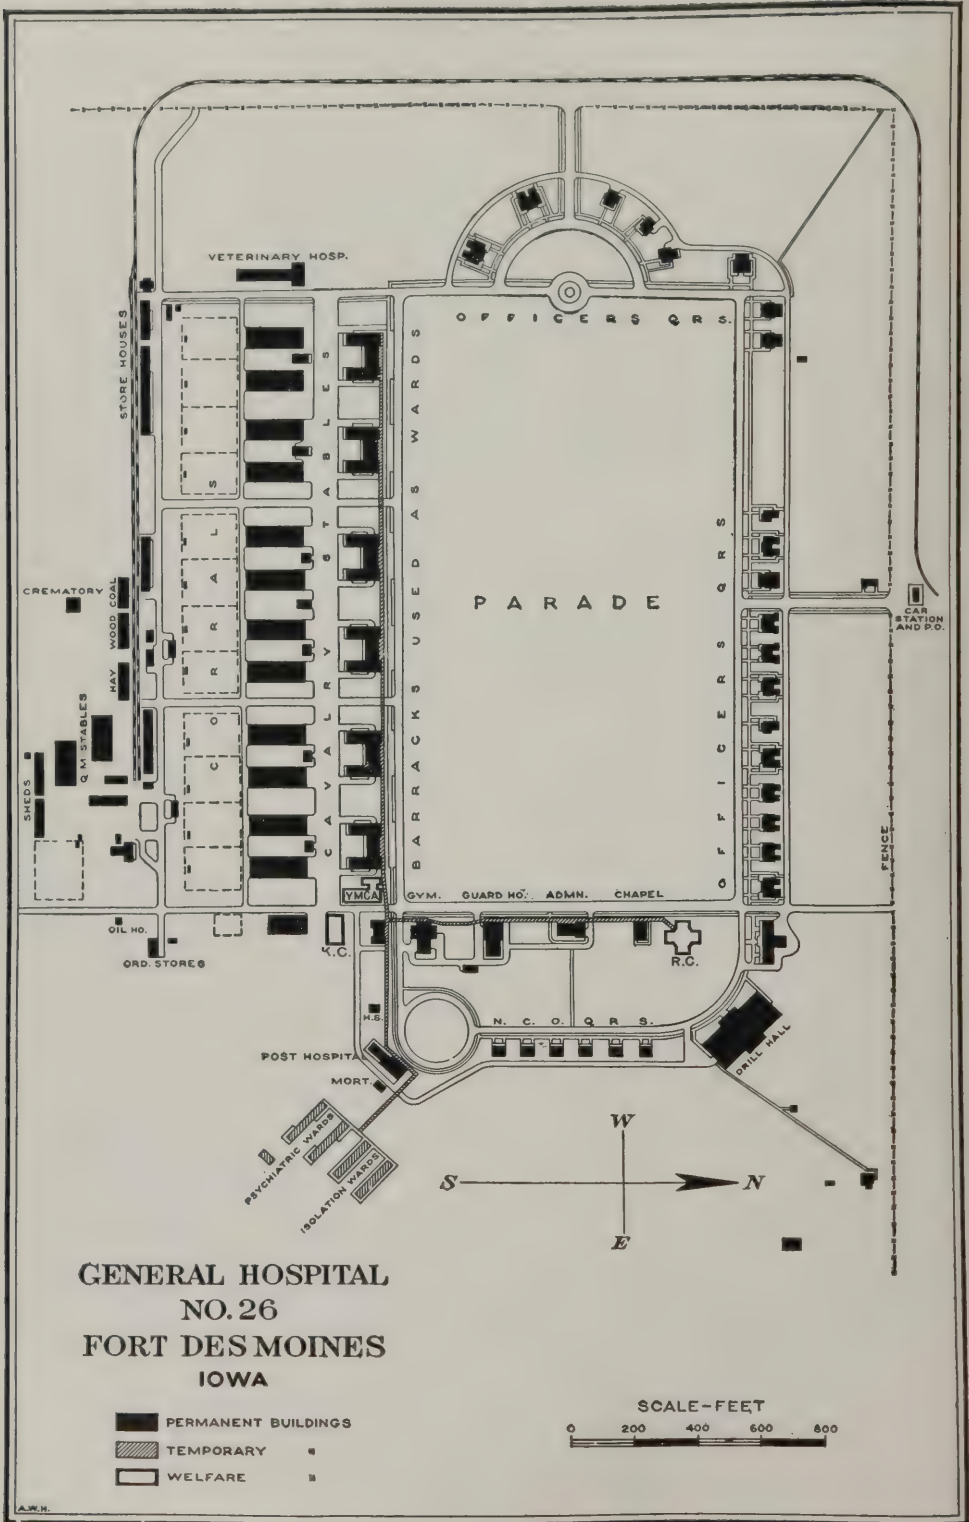 VETERINARY HOSP.
OFFICERS QRS.
STORE HOUSES
CORRALS
CAVALRY STABLES
BARRACKS USED AS WARDS
PARADE
OFFICERS QRS
CREMATORY
WOOD COAL
HAY
Q M STABLES
SHEDS
CAR
STATION
AND P.O.
FENCE
YMCA
GYM. GUARD HO. ADMN. CHAPEL
OIL HO.
ORD. STORES
K.C.
R.C.
H.S.
N. C. O. Q R S.
DRILL HALL
POST HOSPITAL
MORT.
PSYCHIATRIC WARDS
ISOLATION WARDS
W
S N
E
GENERAL HOSPITAL
NO. 26
FORT DES MOINES
IOWA
PERMANENT BUILDINGS
TEMPORARY "
WELFARE "
SCALE-FEET
0 200 400 600 800
A.W.H.